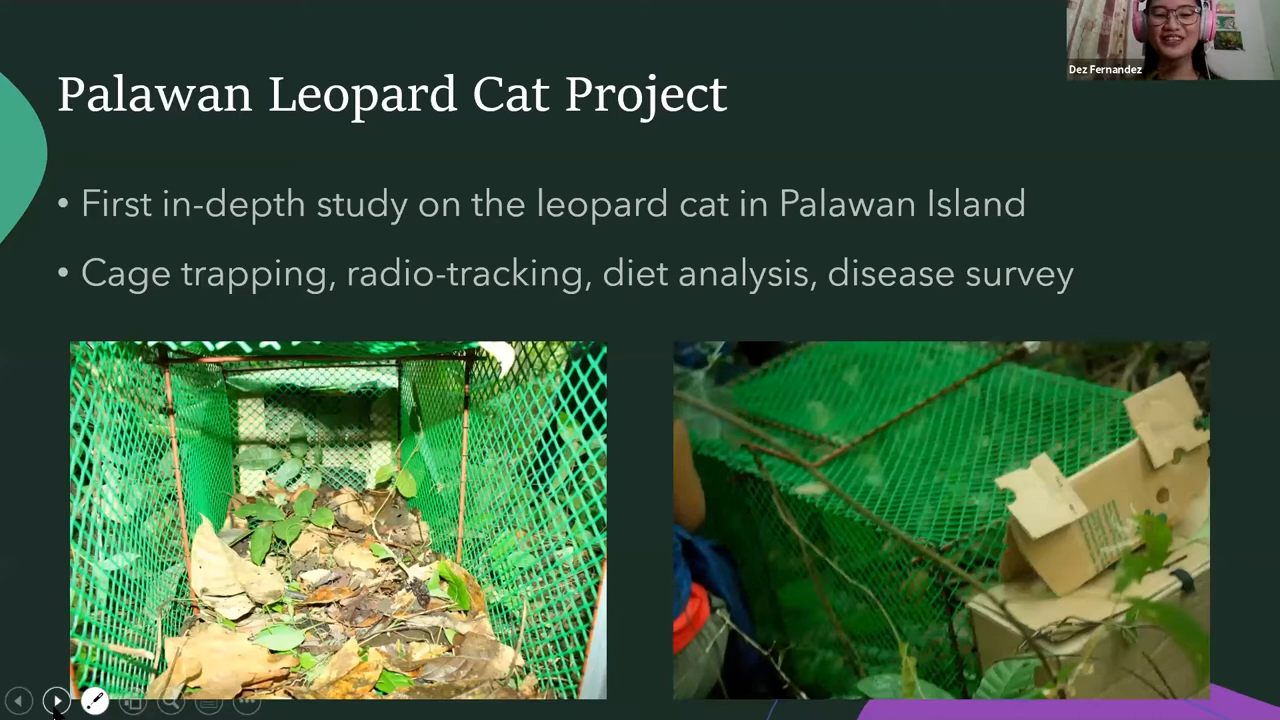 Dez Fernandez
Palawan Leopard Cat Project
• First in-depth study on the leopard cat in Palawan Island
• Cage trapping, radio-tracking, diet analysis, disease survey